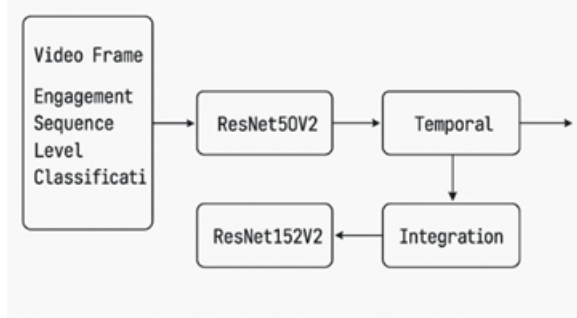 Video Frame
Engagement
Sequence
Level
Classificati
ResNet50V2
Temporal
ResNet152V2
Integration